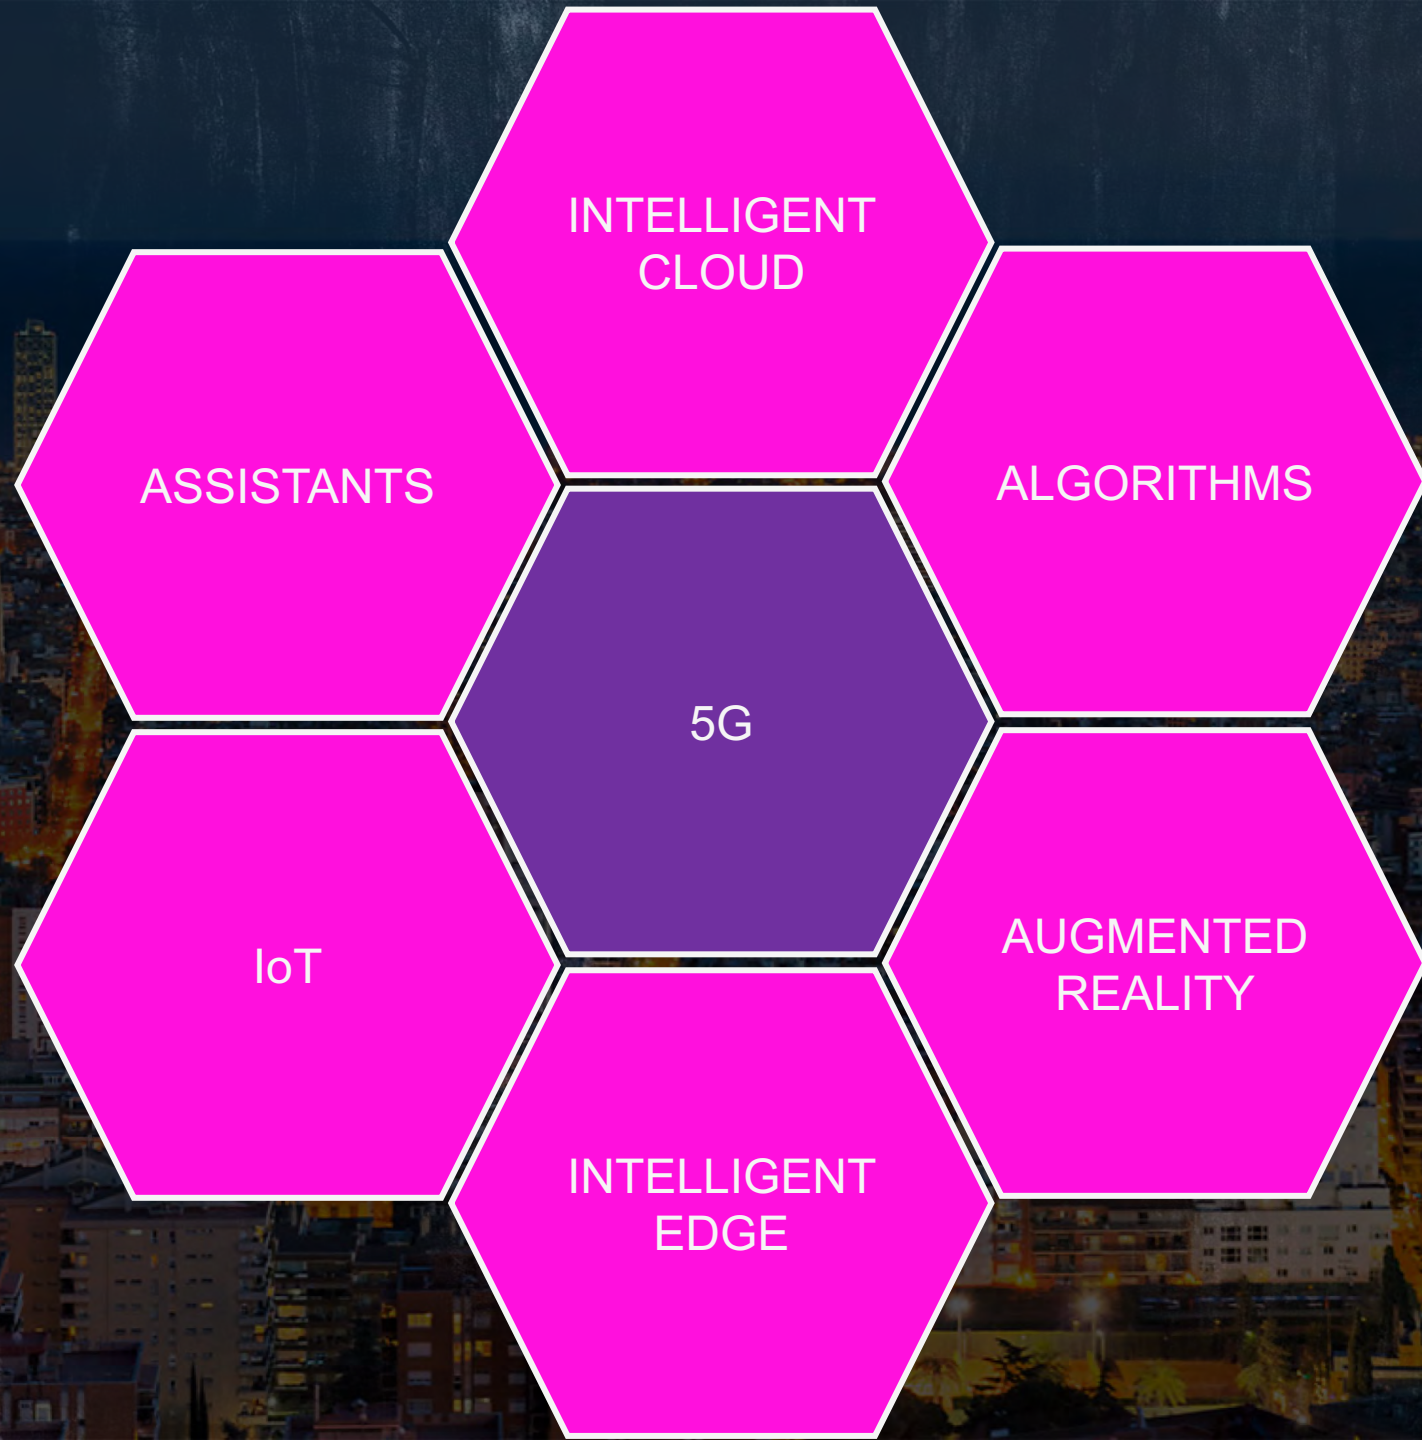 INTELLIGENT
CLOUD
ASSISTANTS
ALGORITHMS
5G
IoT
AUGMENTED
REALITY
INTELLIGENT
EDGE